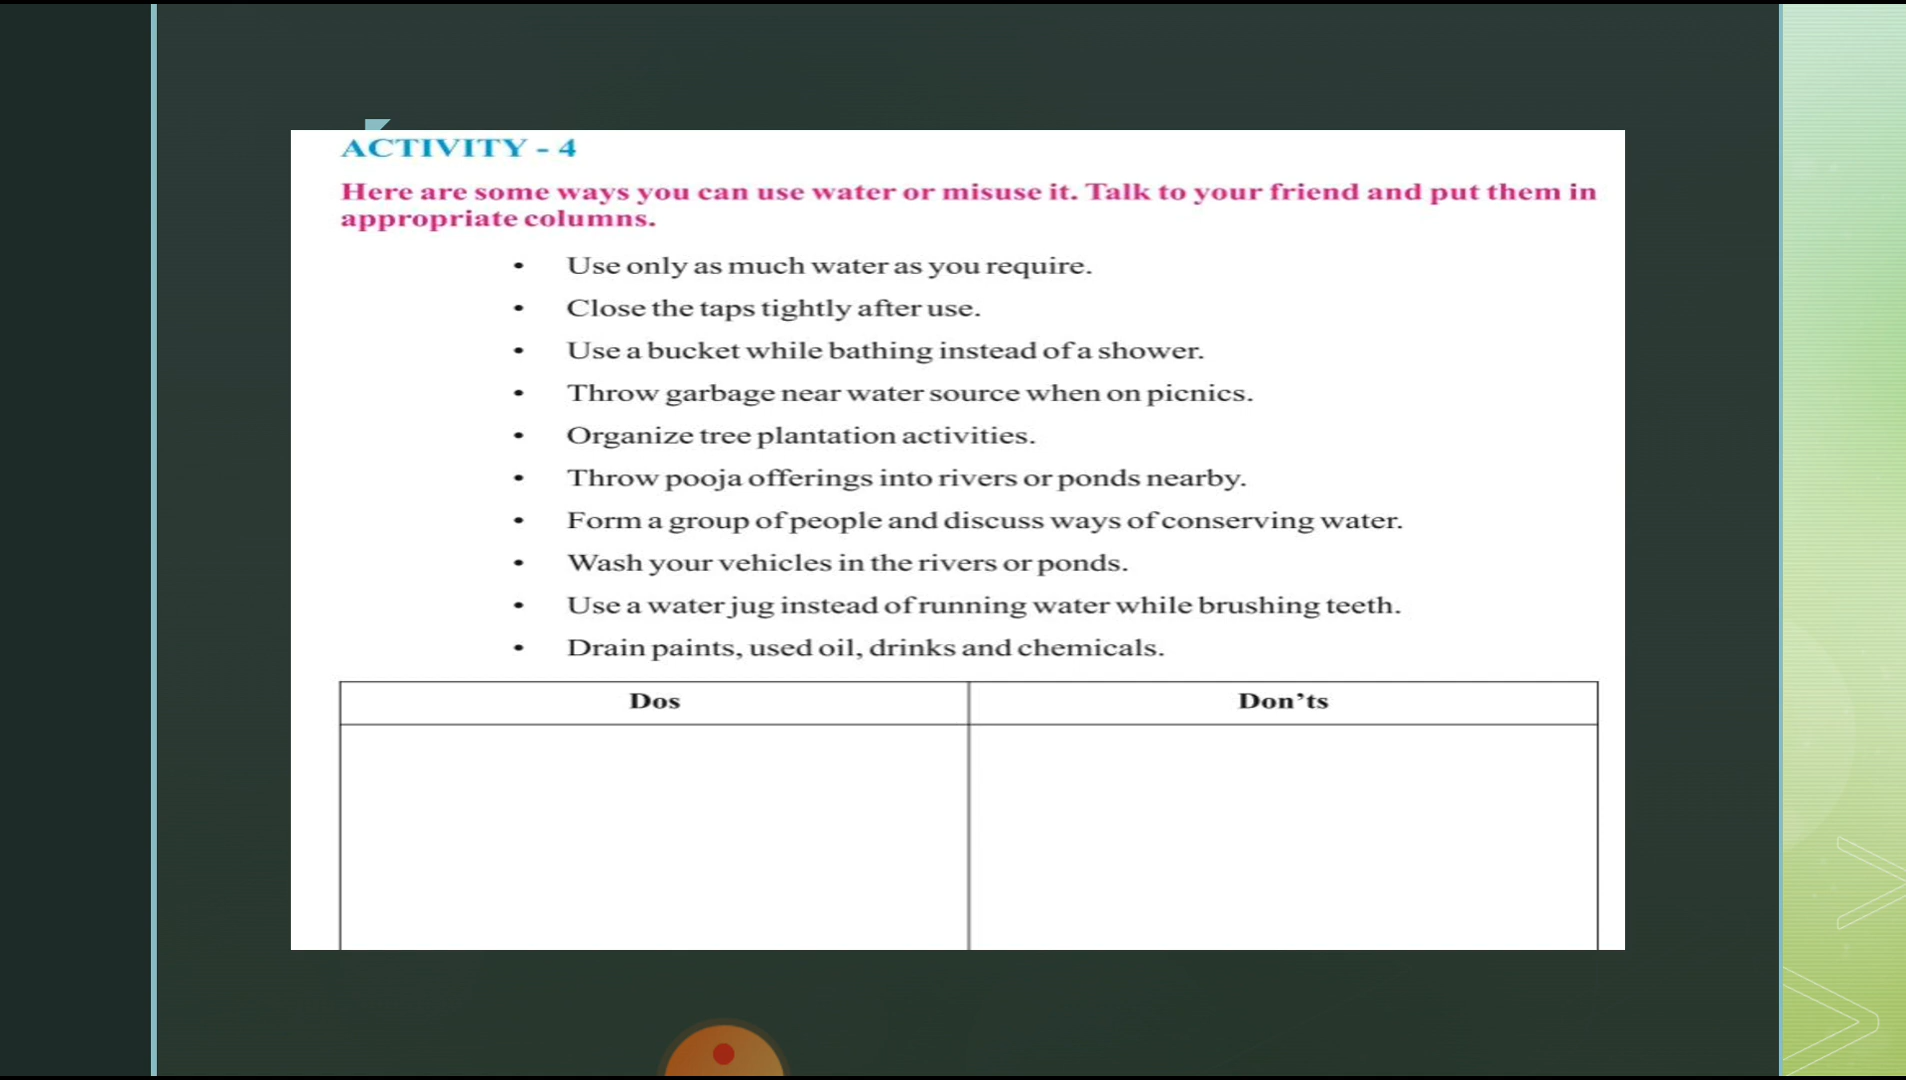 ACTIVITY - 4
Here are some ways you can use water or misuse it. Talk to your friend and put them in
appropriate columns.
• Use only as much water as you require.
• Close the taps tightly after use.
• Use a bucket while bathing instead of a shower.
• Throw garbage near water source when on picnics.
• Organize tree plantation activities.
• Throw pooja offerings into rivers or ponds nearby.
• Form a group of people and discuss ways of conserving water.
• Wash your vehicles in the rivers or ponds.
• Use a water jug instead of running water while brushing teeth.
• Drain paints, used oil, drinks and chemicals.
Dos Don’ts